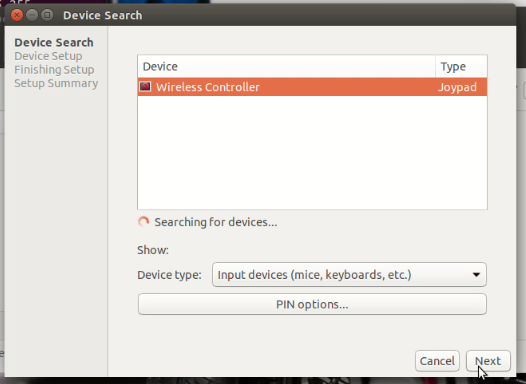 Device Search
Device Search
Device Setup
Finishing Setup
Setup Summary
Device Type
Wireless Controller Joypad
Searching for devices...
Show:
Device type: Input devices (mice, keyboards, etc.)
PIN options...
Cancel Next